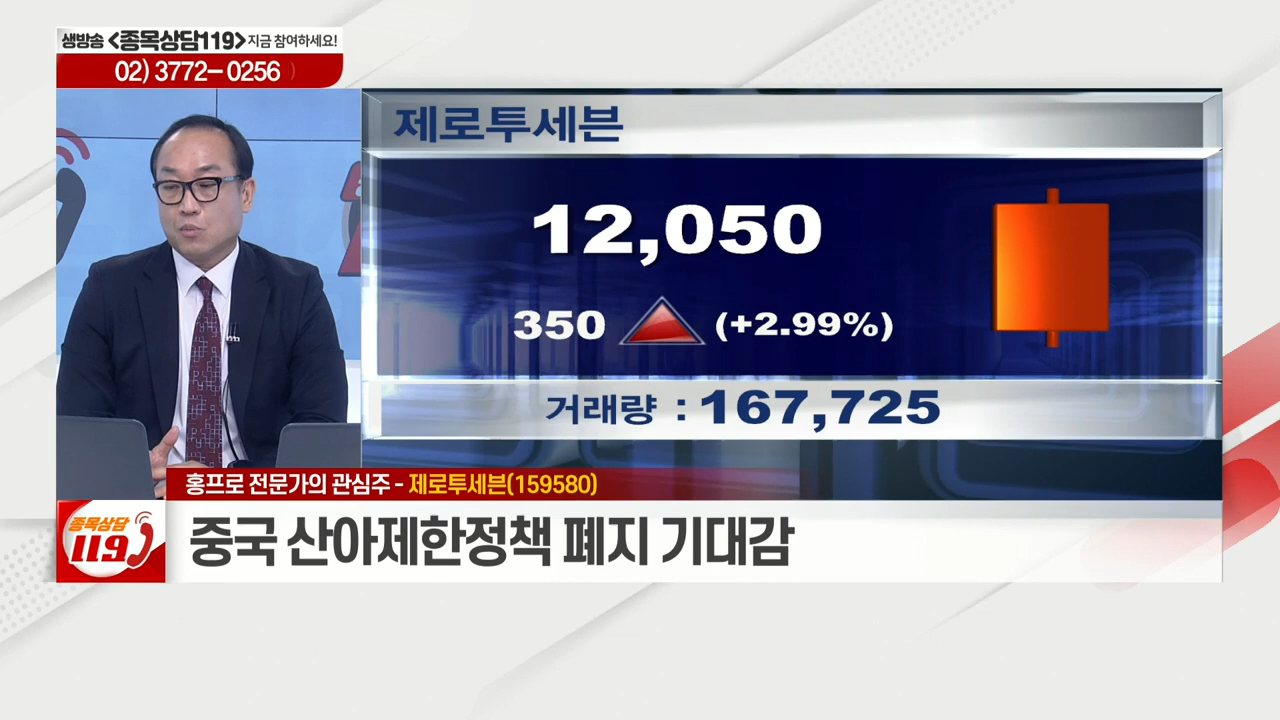 생방송 <종목상담119> 지금 참여하세요!
02) 3772-0256
제로투세븐
12,050
350 ▲ (+2.99%)
거래량 : 167,725
홍프로 전문가의 관심주 - 제로투세븐(159580)
종목상담
119
중국 산아제한정책 폐지 기대감